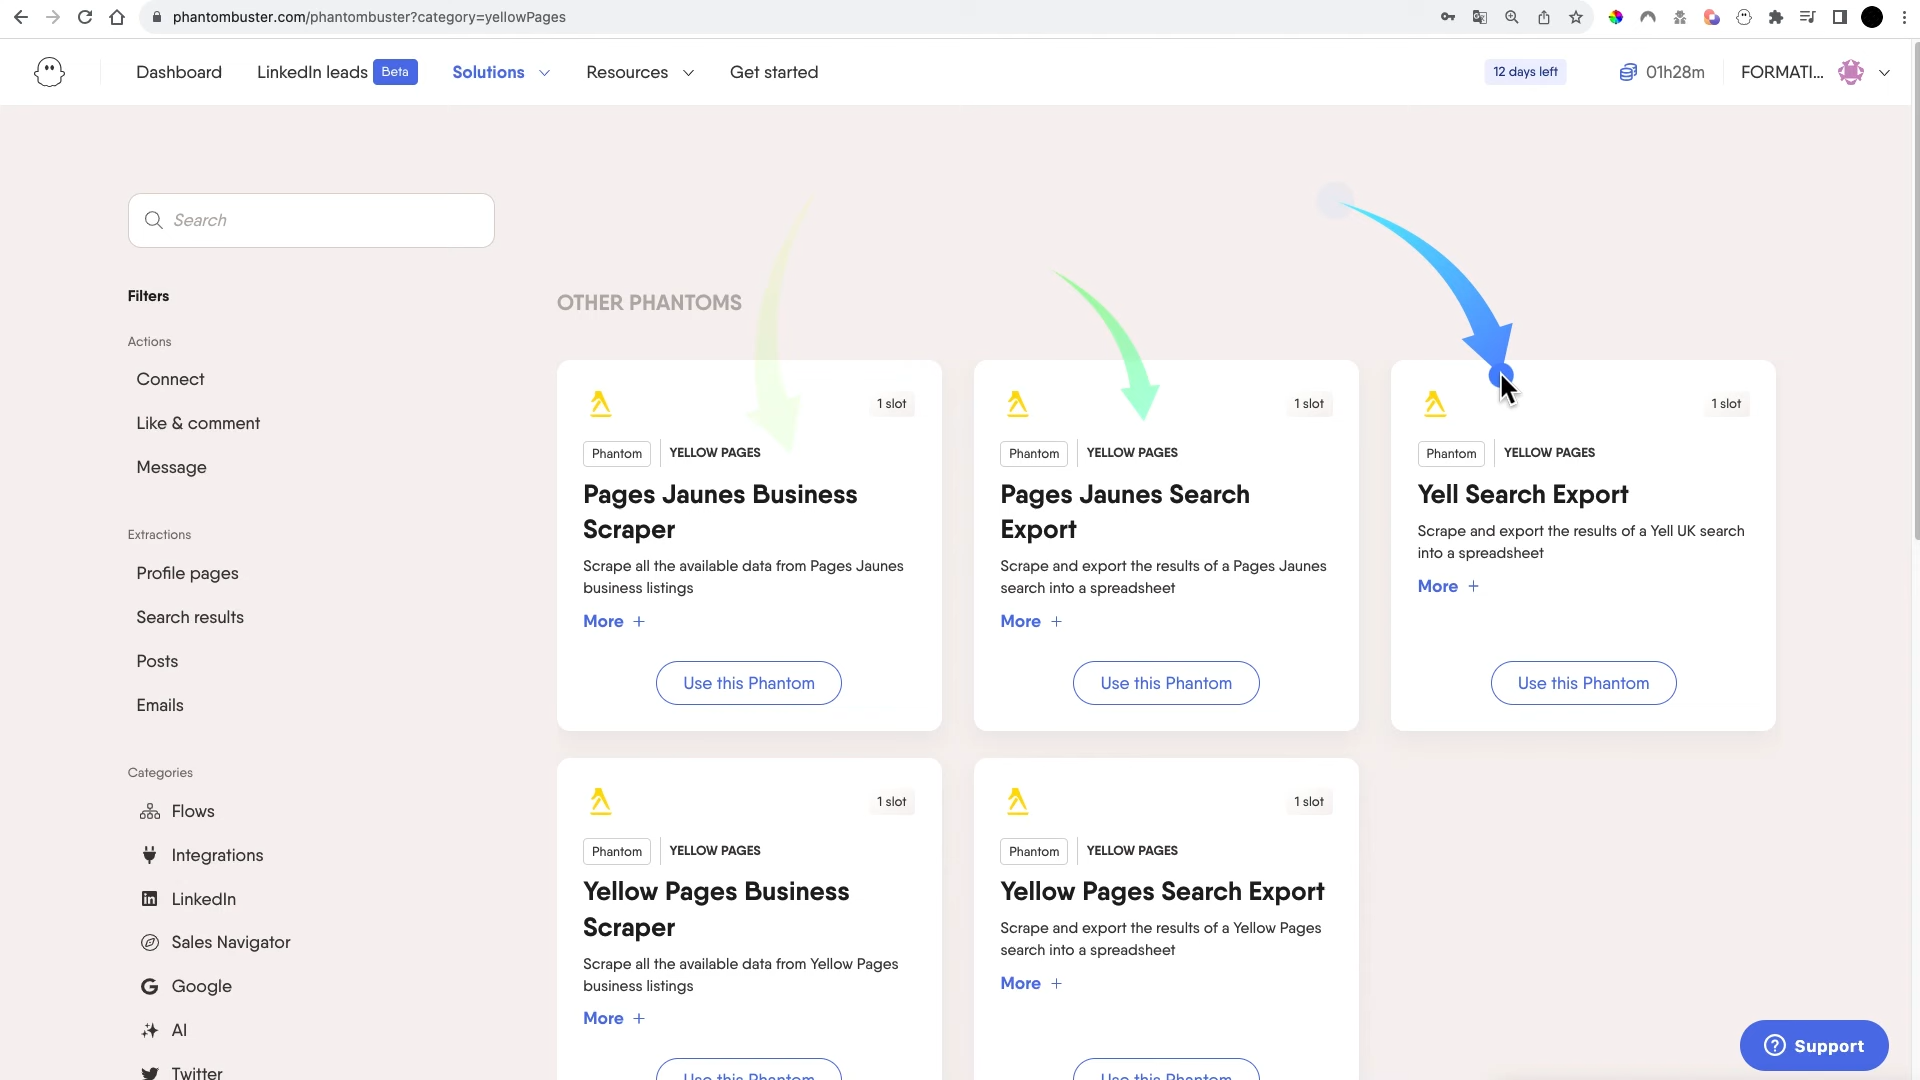 phantombuster.com/phantombuster?category=yellowPages
Dashboard
LinkedIn leads Beta
Solutions
Resources
Get started
12 days left
01h28m
FORMATI...
Search
Filters
Actions
Connect
Like & comment
Message
Extractions
Profile pages
Search results
Posts
Emails
Categories
Flows
Integrations
LinkedIn
Sales Navigator
Google
AI
Twitter
OTHER PHANTOMS
1 slot
Phantom YELLOW PAGES
Pages Jaunes Business
Scraper
Scrape all the available data from Pages Jaunes
business listings
More +
Use this Phantom
1 slot
Phantom YELLOW PAGES
Pages Jaunes Search
Export
Scrape and export the results of a Pages Jaunes
search into a spreadsheet
More +
Use this Phantom
1 slot
Phantom YELLOW PAGES
Yell Search Export
Scrape and export the results of a Yell UK search
into a spreadsheet
More +
Use this Phantom
1 slot
Phantom YELLOW PAGES
Yellow Pages Business
Scraper
Scrape all the available data from Yellow Pages
business listings
More +
Use this Phantom
1 slot
Phantom YELLOW PAGES
Yellow Pages Search Export
Scrape and export the results of a Yellow Pages
search into a spreadsheet
More +
Use this Phantom
Support